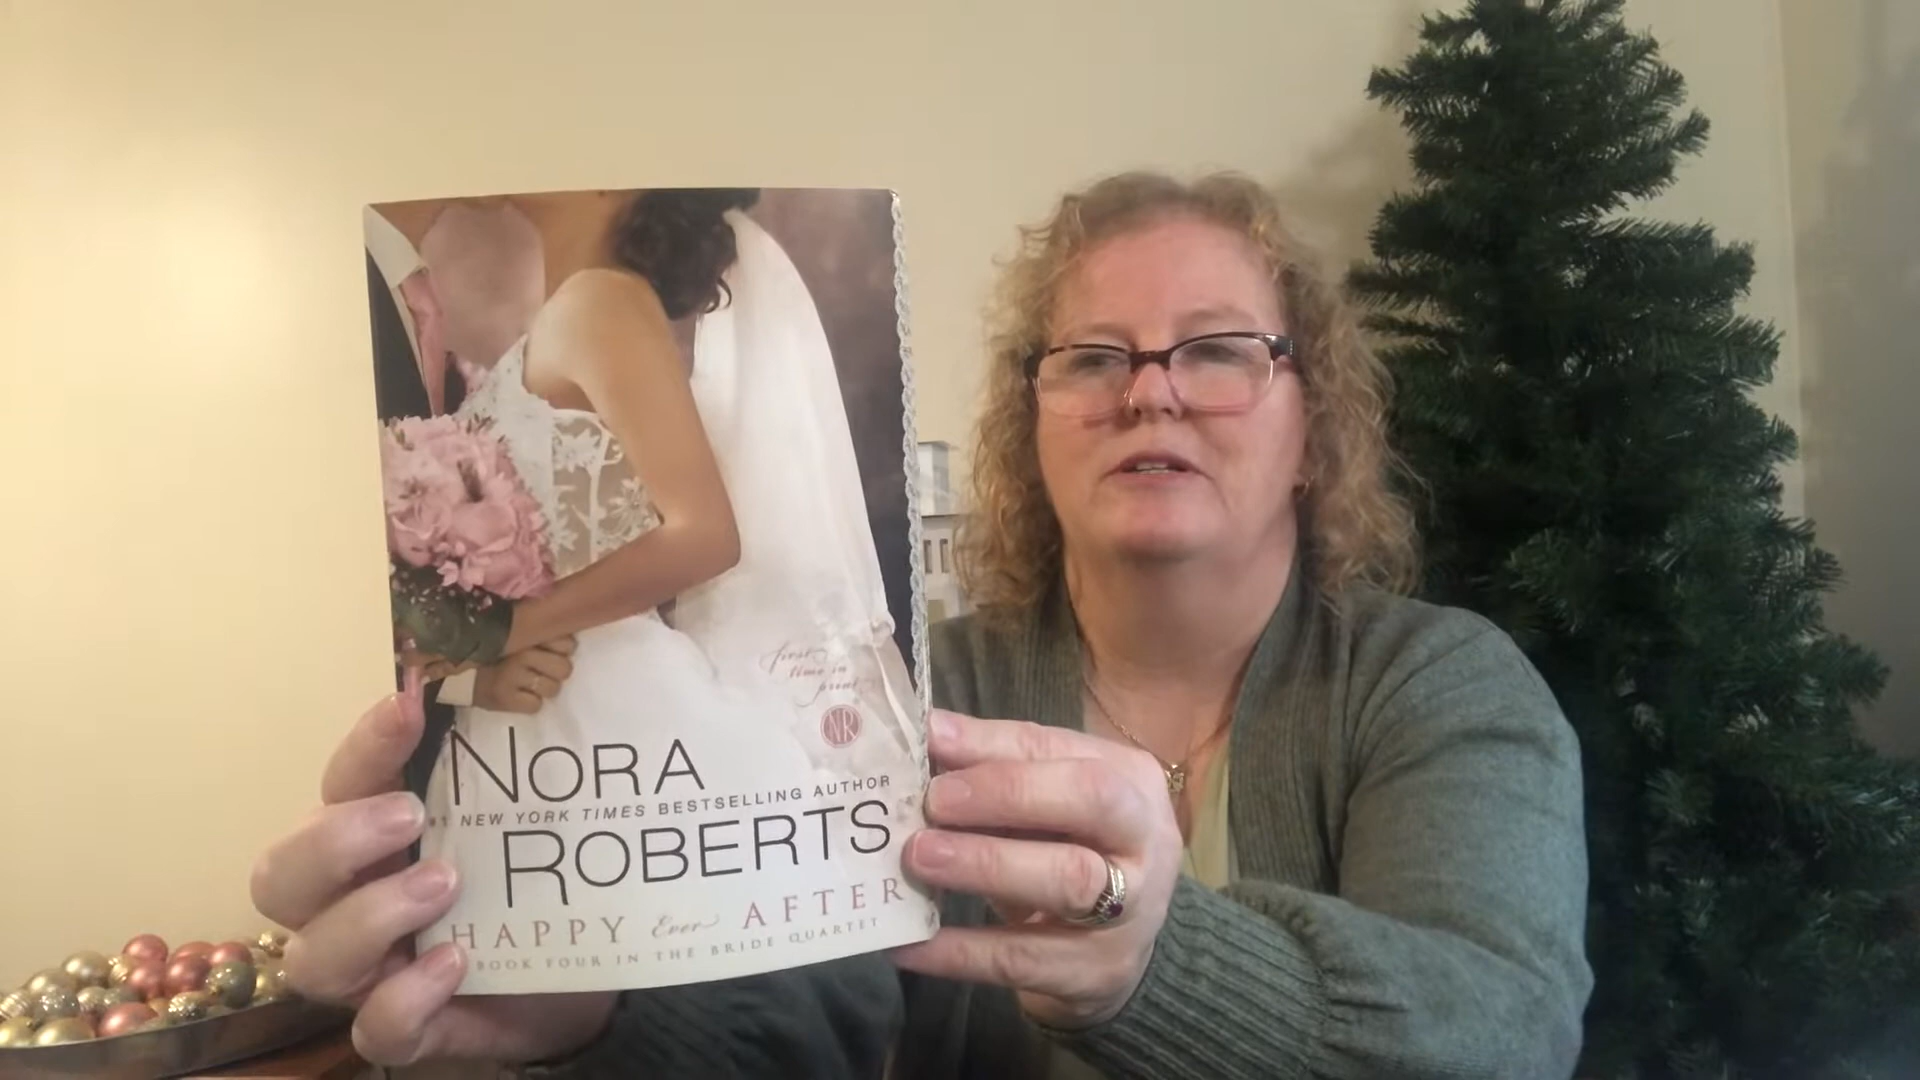 first
time in
print
NR
NORA
#1 NEW YORK TIMES BESTSELLING AUTHOR
ROBERTS
HAPPY Ever AFTER
BOOK FOUR IN THE BRIDE QUARTET